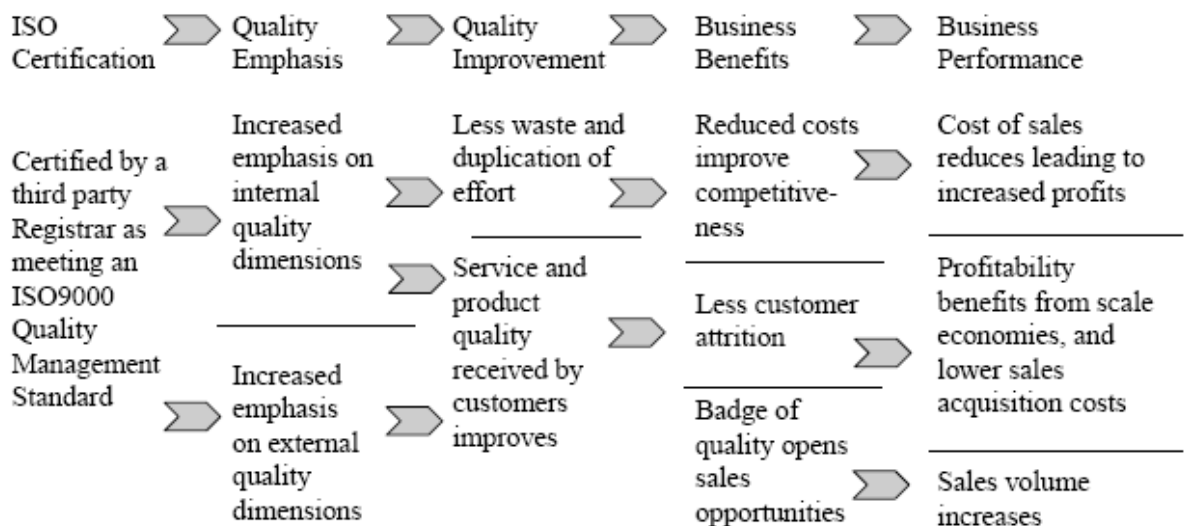 ISO
Certification
Quality
Emphasis
Quality
Improvement
Business
Benefits
Business
Performance
Certified by a
third party
Registrar as
meeting an
ISO9000
Quality
Management
Standard
Increased
emphasis on
internal
quality
dimensions
Increased
emphasis
on external
quality
dimensions
Less waste and
duplication of
effort
Service and
product
quality
received by
customers
improves
Reduced costs
improve
competitive-
ness
Less customer
attrition
Badge of
quality opens
sales
opportunities
Cost of sales
reduces leading to
increased profits
Profitability
benefits from scale
economies, and
lower sales
acquisition costs
Sales volume
increases